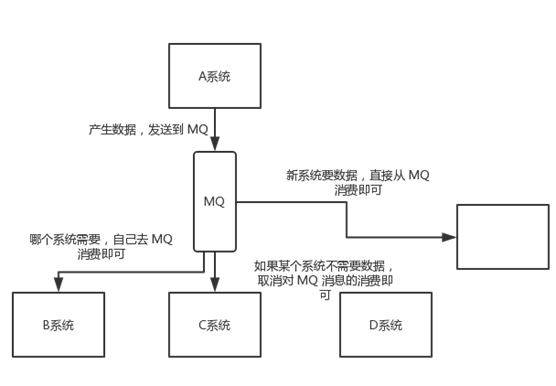 A系统
产生数据，发送到 MQ
MQ
新系统要数据，直接从 MQ
消费即可
哪个系统需要，自己去 MQ
消费即可
如果某个系统不需要数据，
取消对 MQ 消息的消费即
可
B系统
C系统
D系统